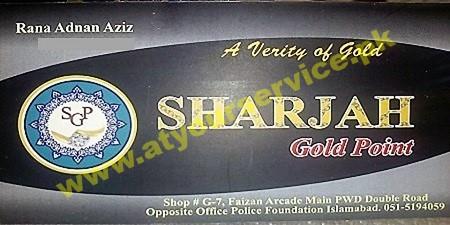 Rana Adnan Aziz
A Verity of Gold
SGP
SHARJAH
Gold Point
www.atyourservice.pk
Shop # G-7, Faizan Arcade Main PWD Double Road
Opposite Office Police Foundation Islamabad. 051-5194059